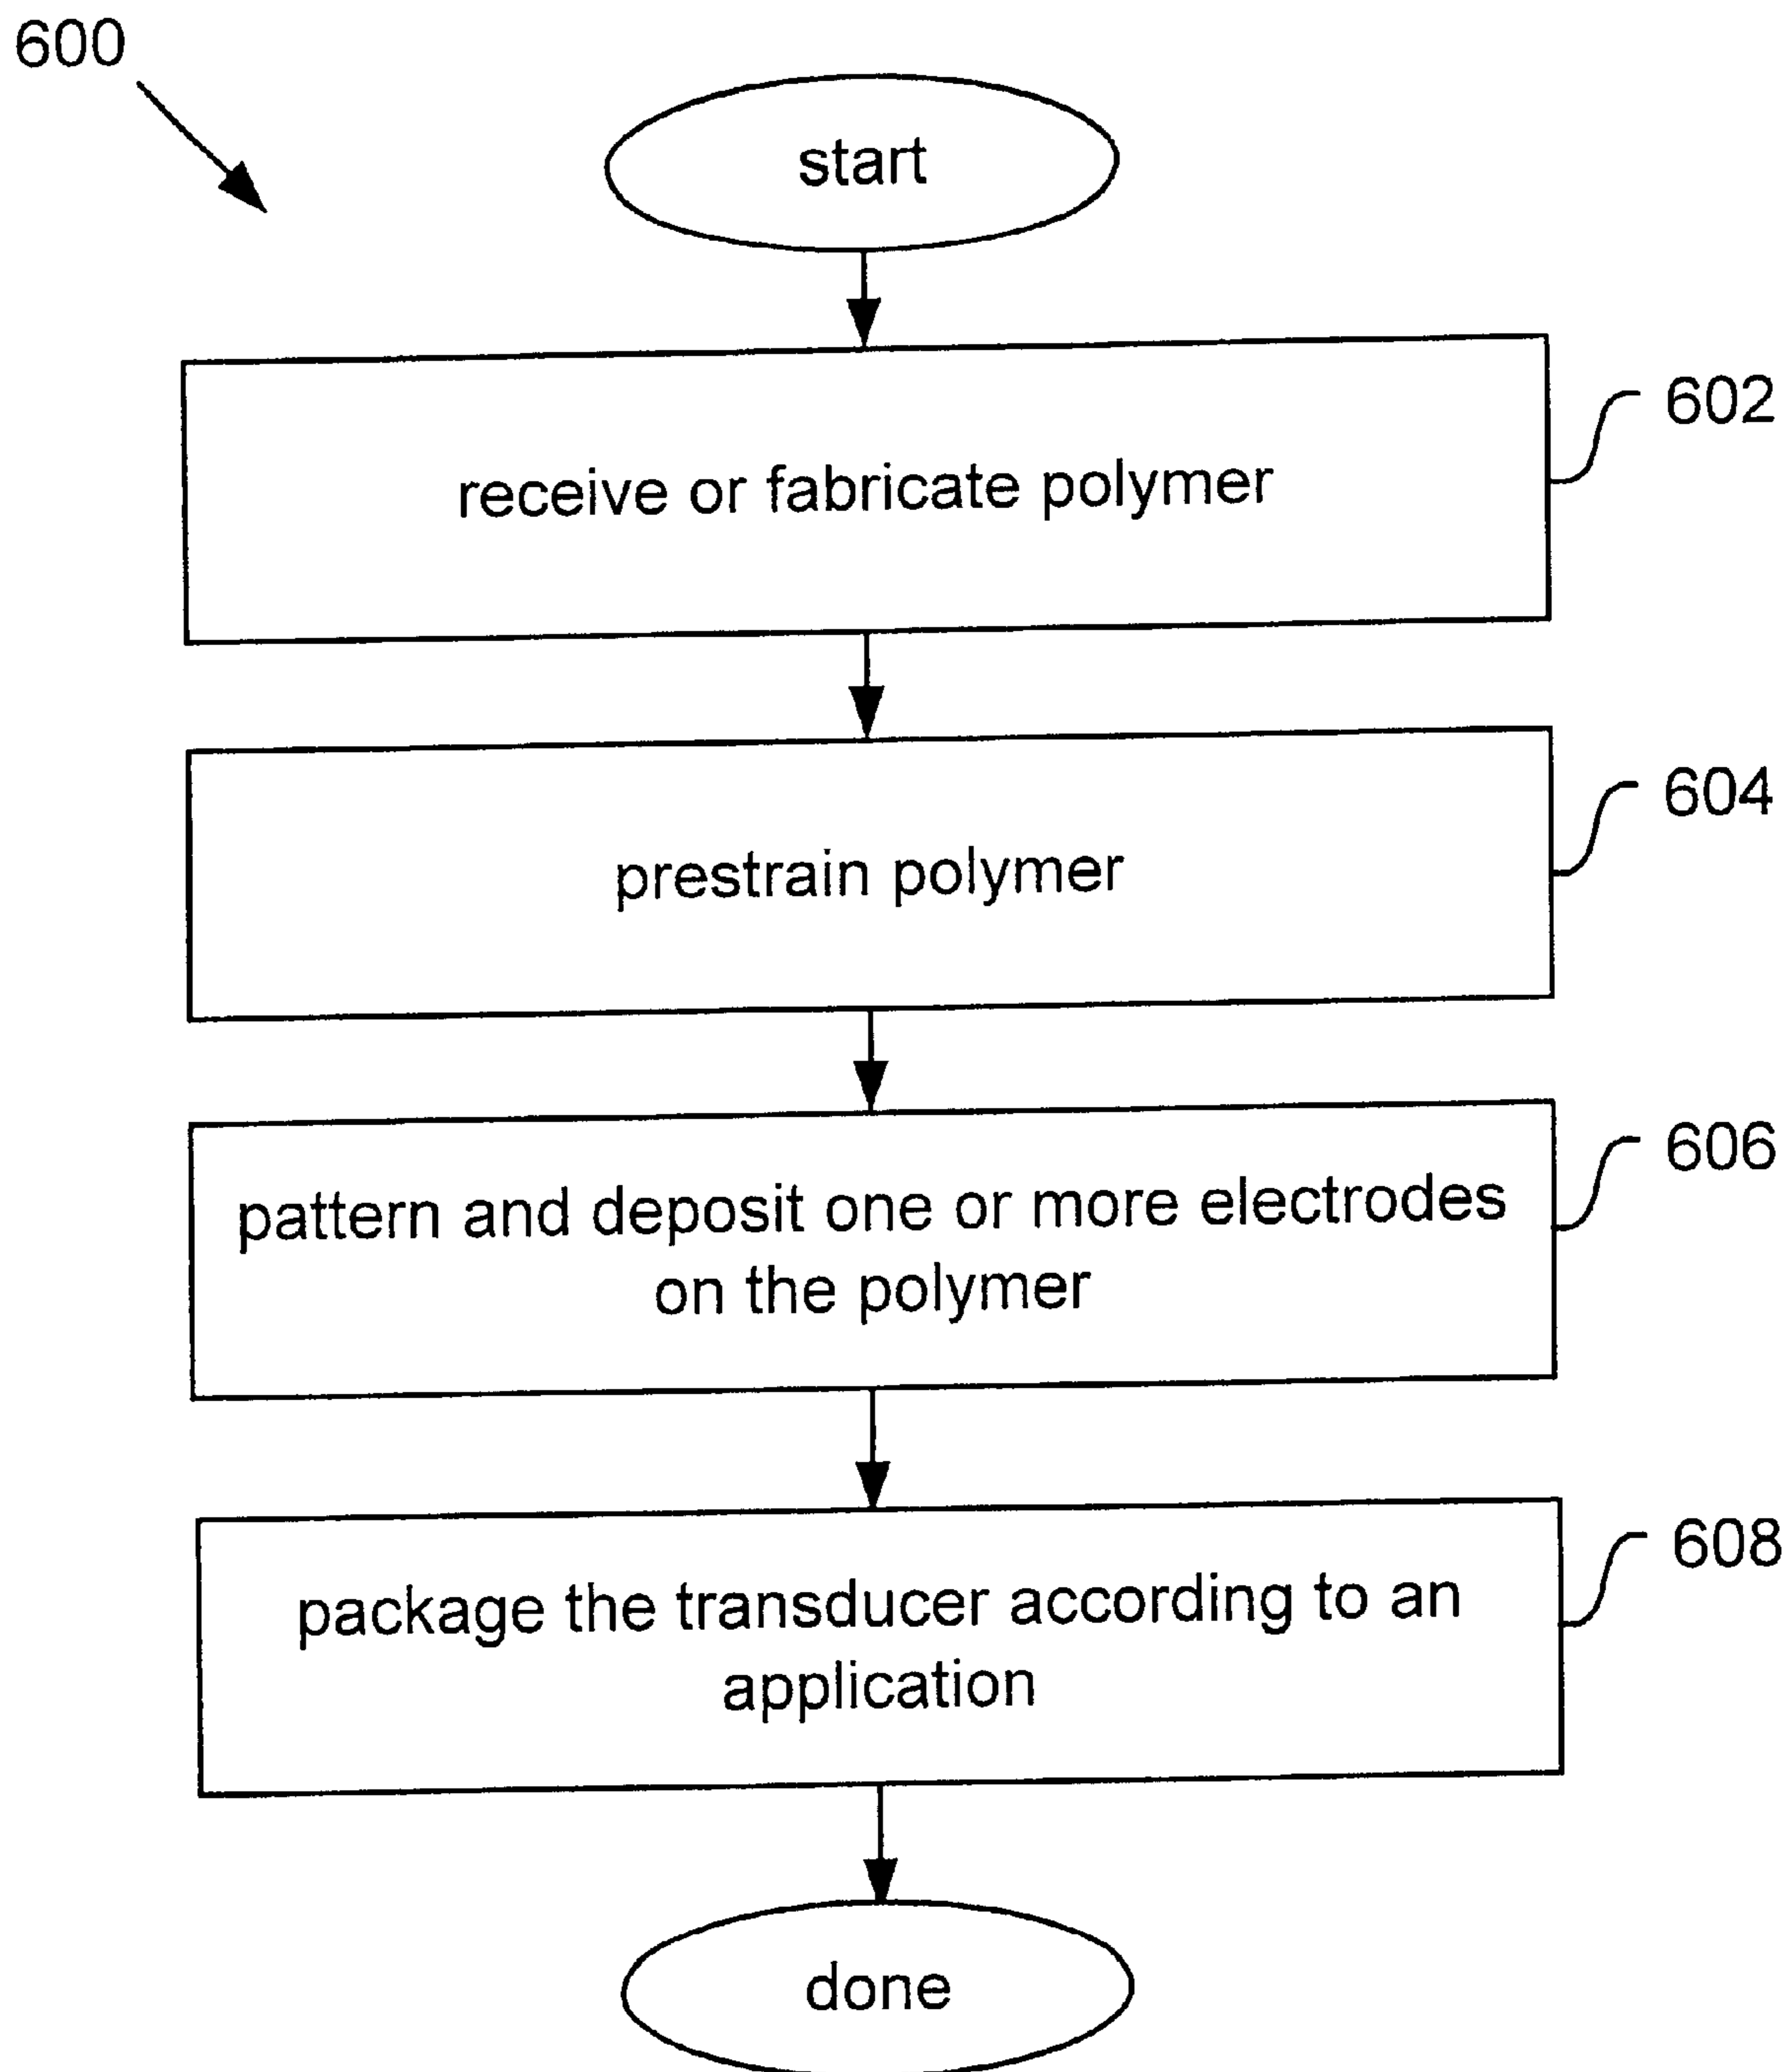 600
start
602
receive or fabricate polymer
604
prestrain polymer
606
pattern and deposit one or more electrodes
on the polymer
608
package the transducer according to an
application
done